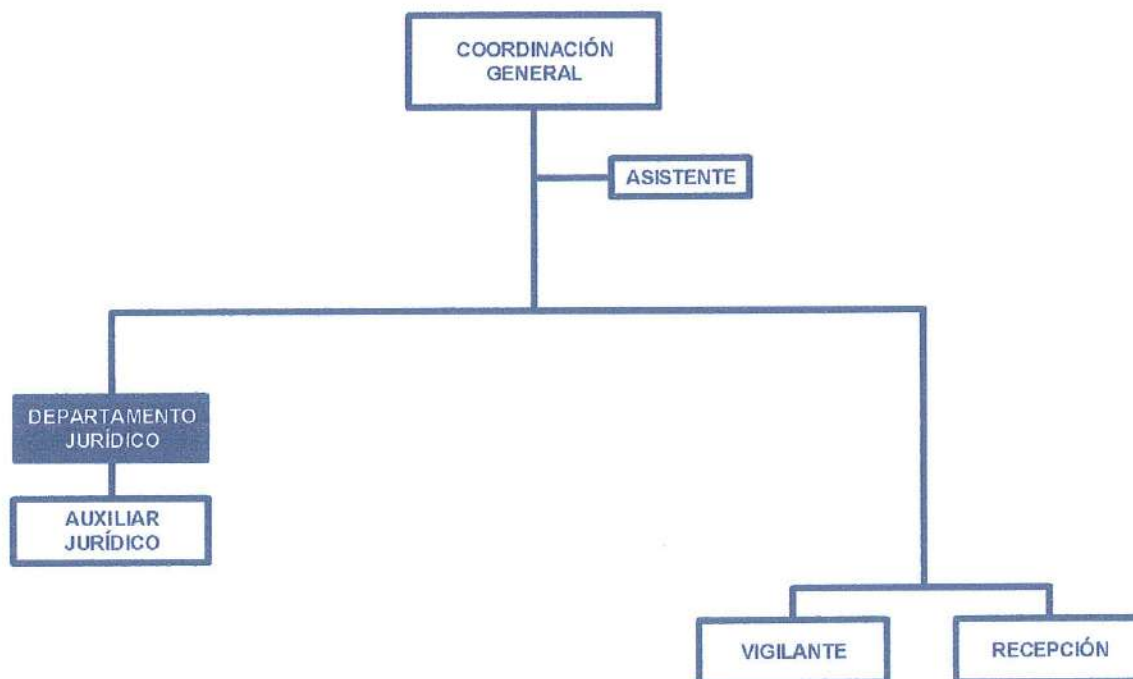 COORDINACIÓN
GENERAL
ASISTENTE
DEPARTAMENTO
JURÍDICO
AUXILIAR
JURÍDICO
VIGILANTE
RECEPCIÓN